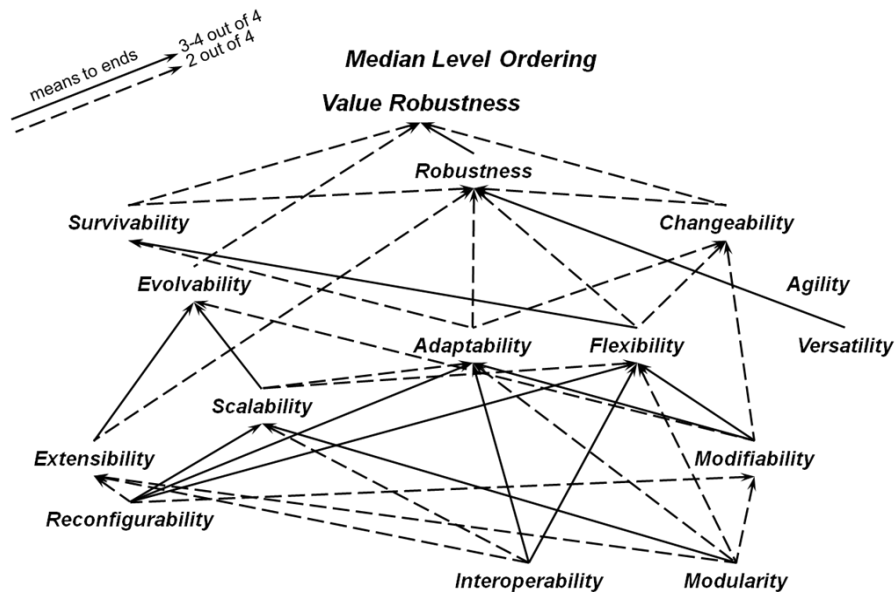 3-4 out of 4
means to ends
2 out of 4
Median Level Ordering
Value Robustness
Robustness
Survivability
Changeability
Evolvability
Agility
Adaptability
Flexibility
Versatility
Scalability
Extensibility
Modifiability
Reconfigurability
Interoperability
Modularity